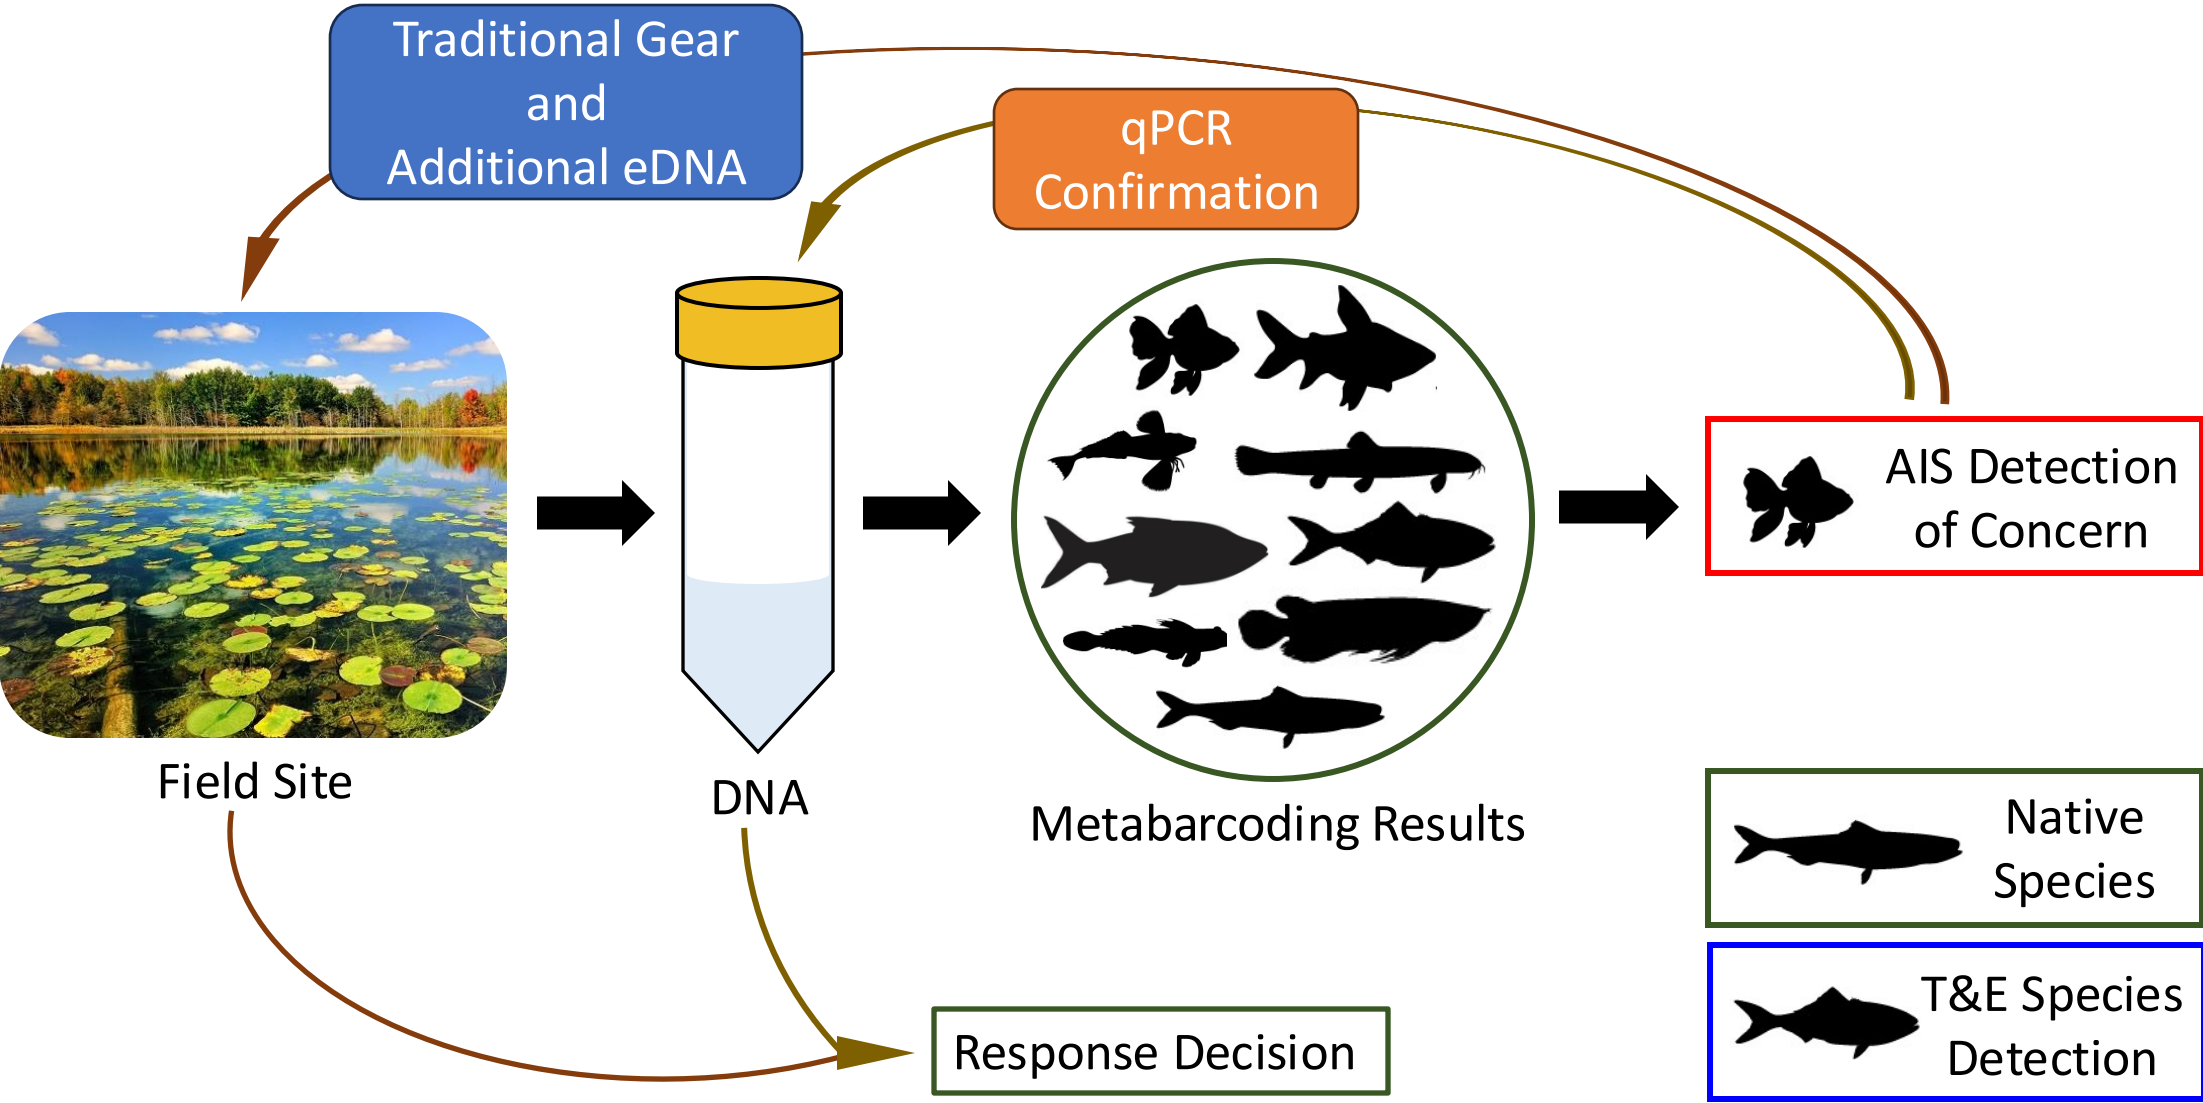 Traditional Gear
and
Additional eDNA
qPCR
Confirmation
AIS Detection
of Concern
Field Site
DNA
Metabarcoding Results
Native
Species
T&E Species
Detection
Response Decision